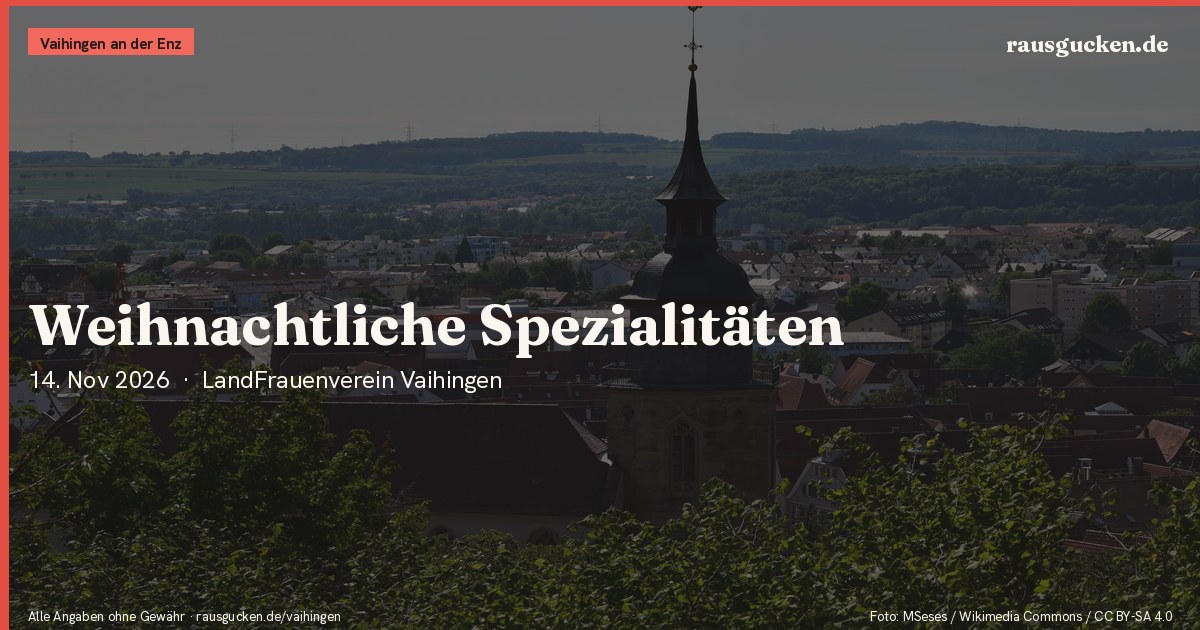 Vaihingen an der Enz
rausgucken.de
Weihnachtliche Spezialitäten
14. Nov 2026 · LandFrauenverein Vaihingen
Alle Angaben ohne Gewähr · rausgucken.de/vaihingen
Foto: MSeses / Wikimedia Commons / CC BY-SA 4.0